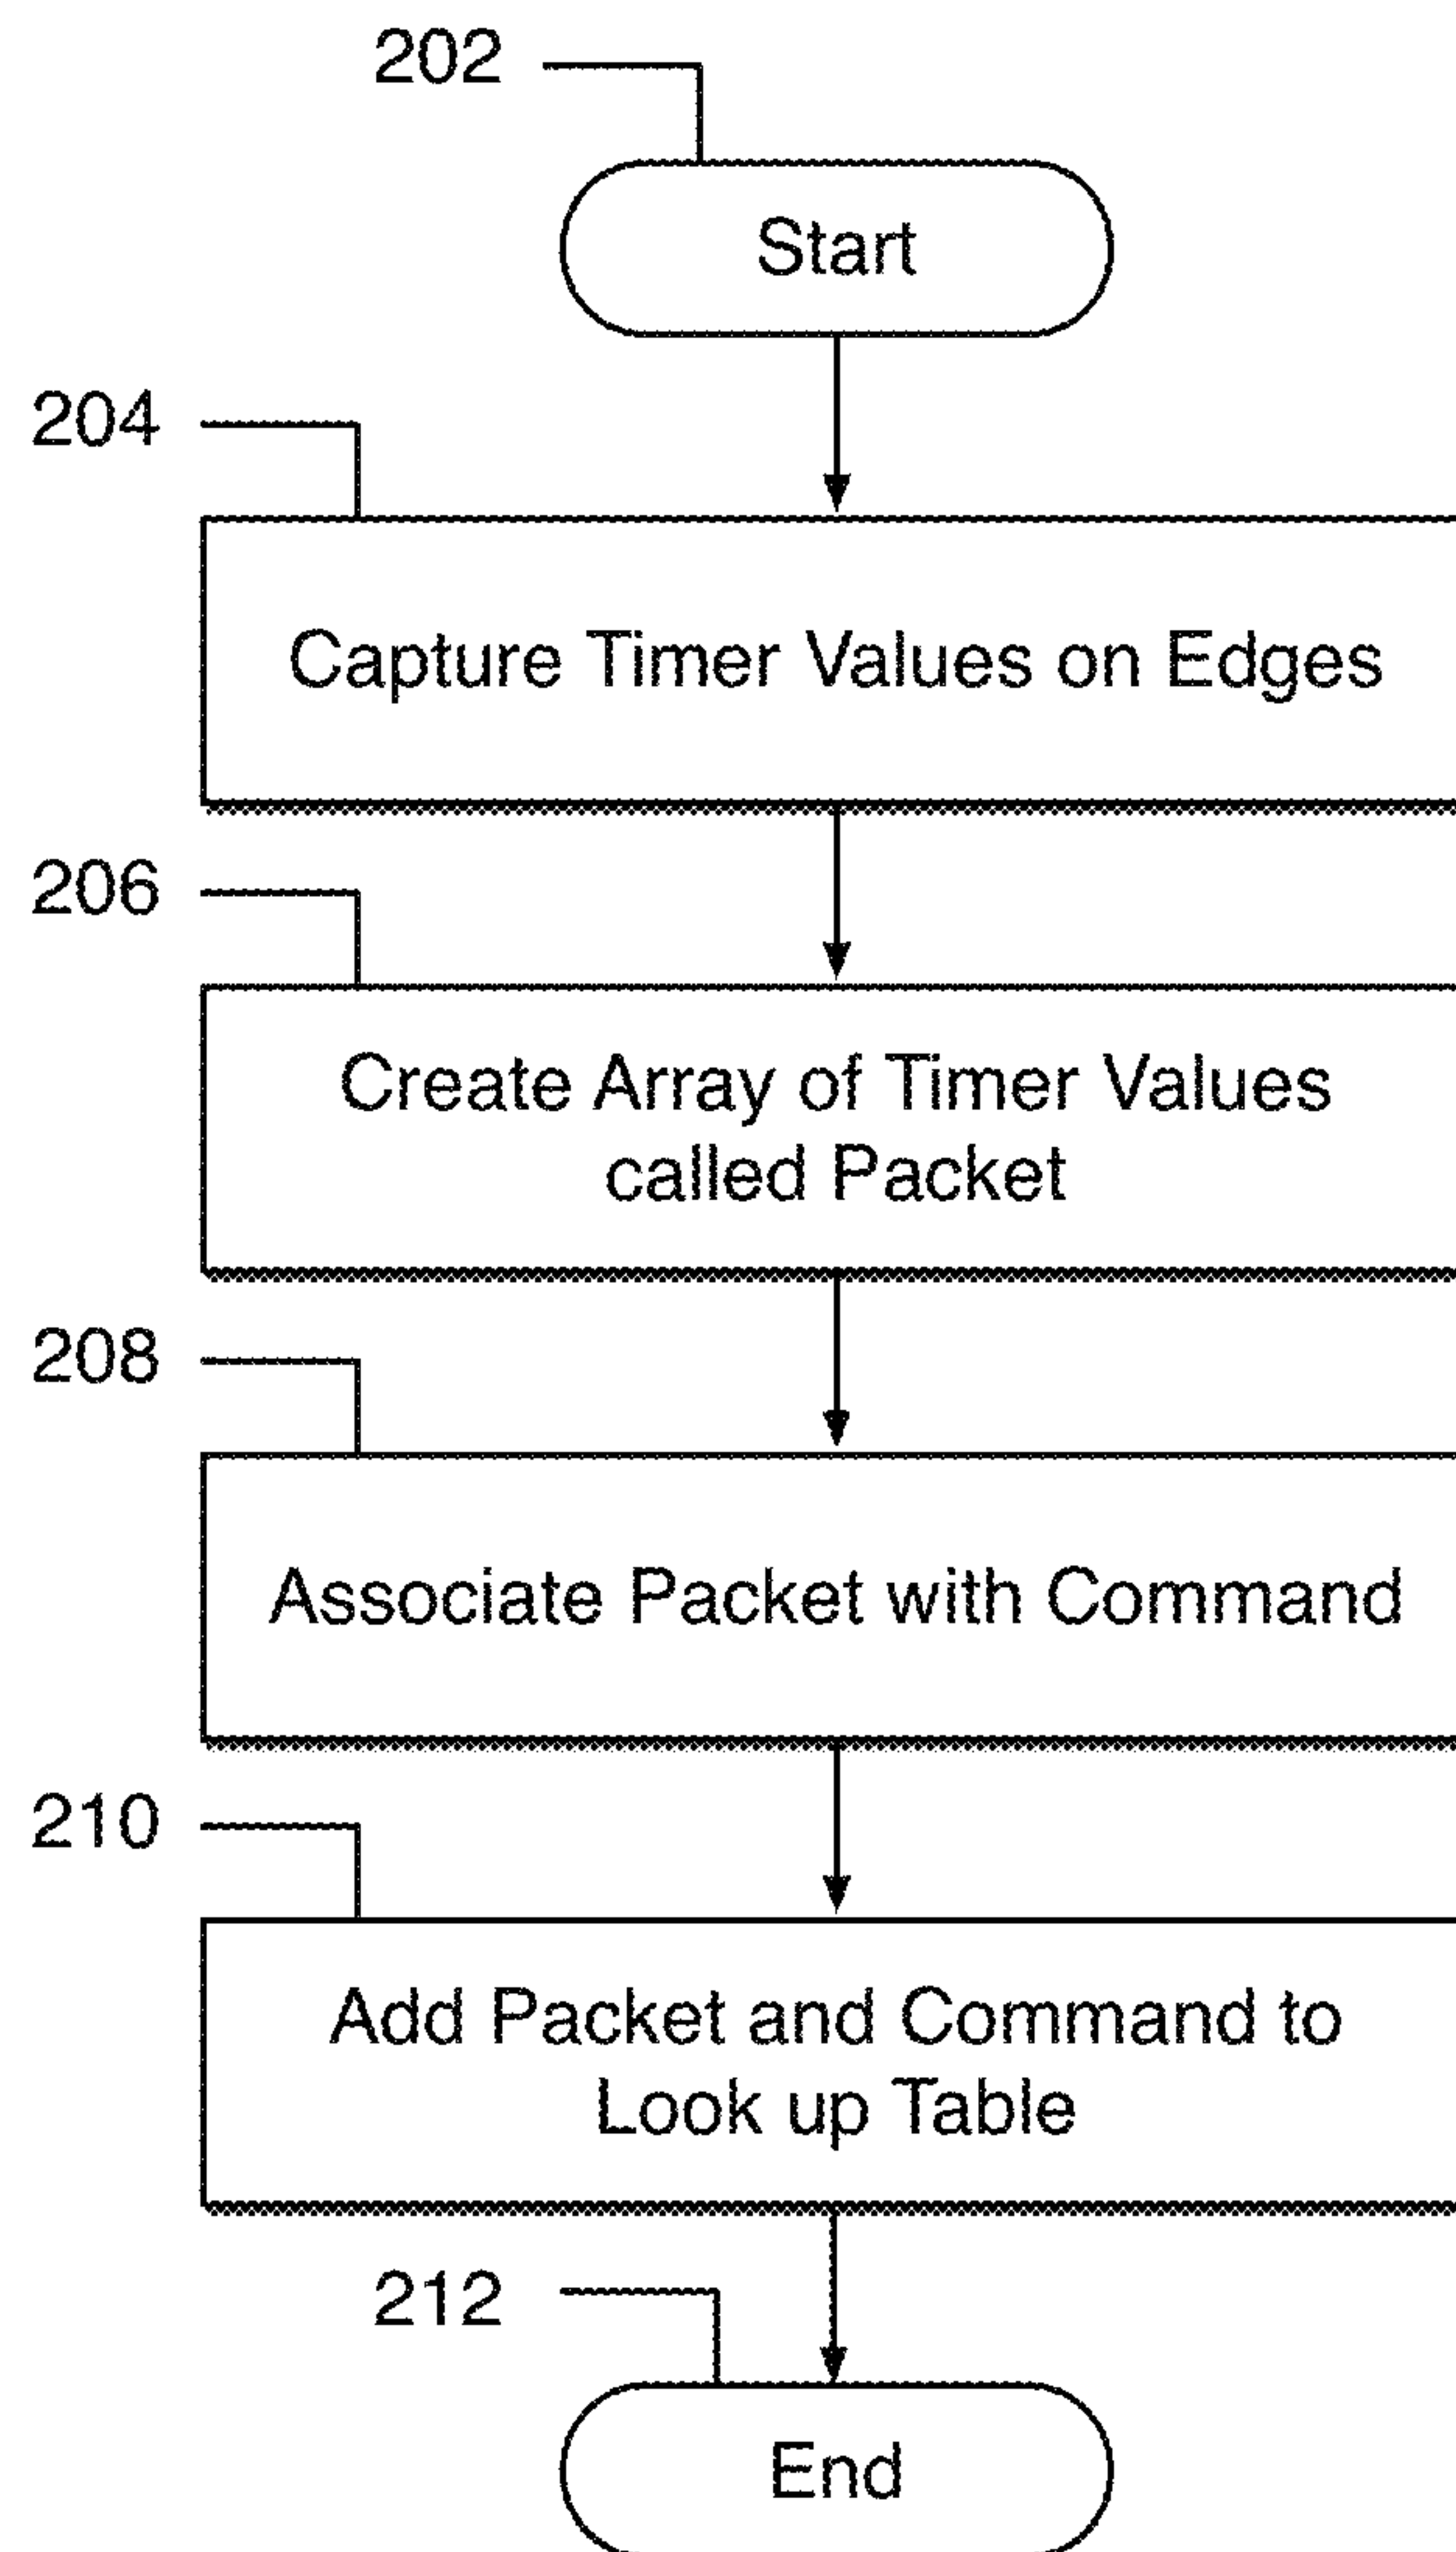 202
Start
204
Capture Timer Values on Edges
206
Create Array of Timer Values
called Packet
208
Associate Packet with Command
210
Add Packet and Command to
Look up Table
212
End